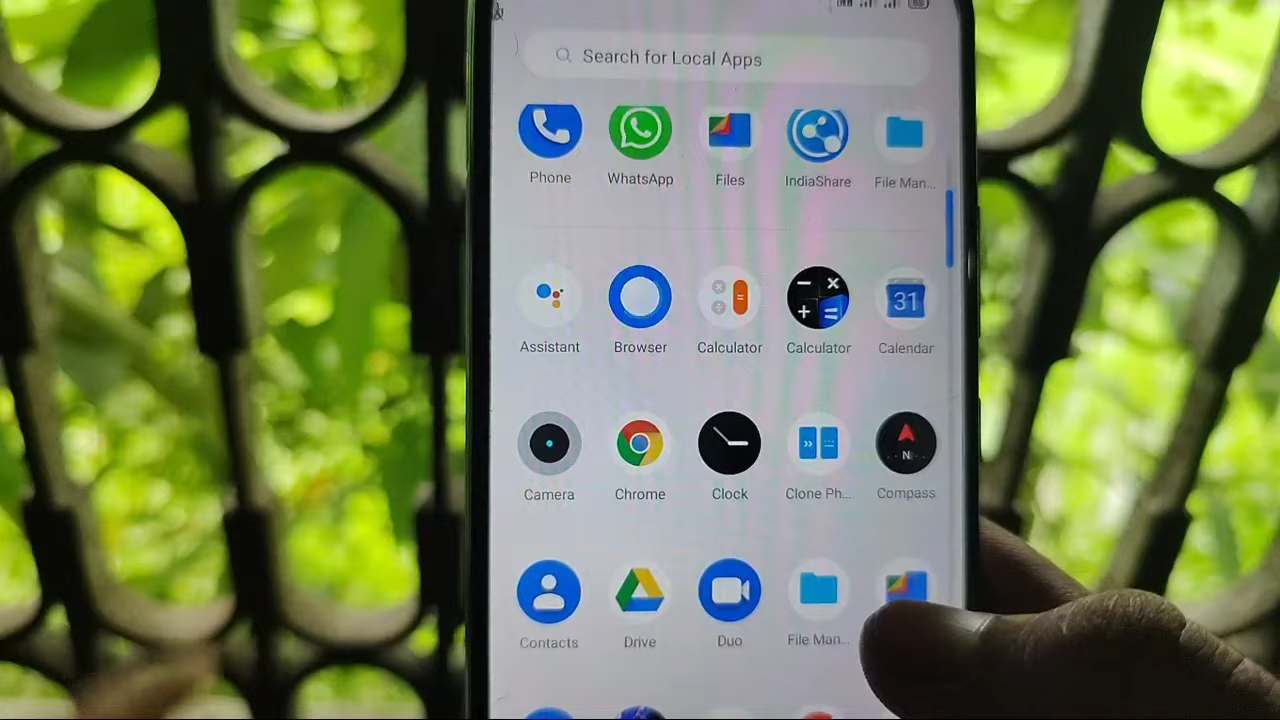 Search for Local Apps
Phone WhatsApp Files IndiaShare File Man...
31
Assistant Browser Calculator Calculator Calendar
N
Camera Chrome Clock Clone Ph... Compass
Contacts Drive Duo File Man...